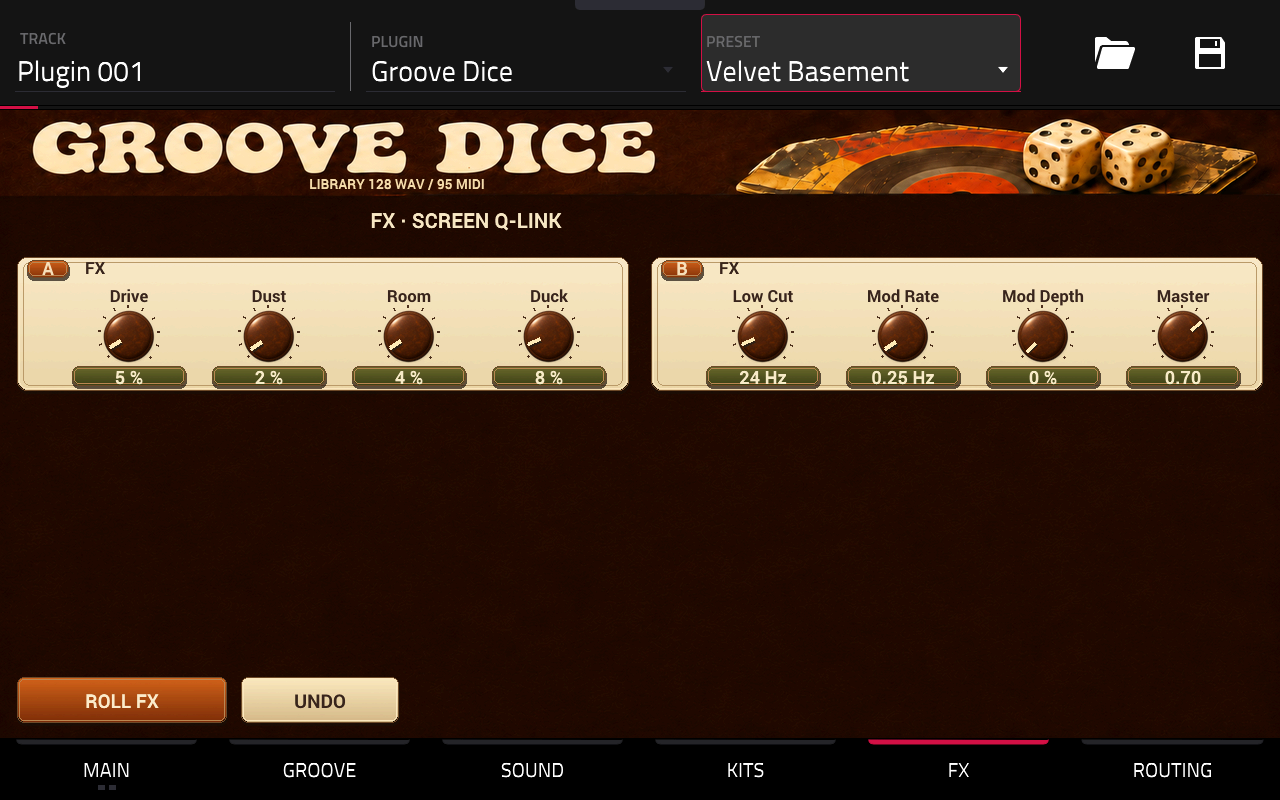 TRACK
Plugin 001
PLUGIN
Groove Dice
PRESET
Velvet Basement
GROOVE DICE
LIBRARY 128 WAV / 95 MIDI
FX · SCREEN Q-LINK
A FX
Drive Dust Room Duck
5 % 2 % 4 % 8 %
B FX
Low Cut Mod Rate Mod Depth Master
24 Hz 0.25 Hz 0 % 0.70
ROLL FX UNDO
MAIN GROOVE SOUND KITS FX ROUTING